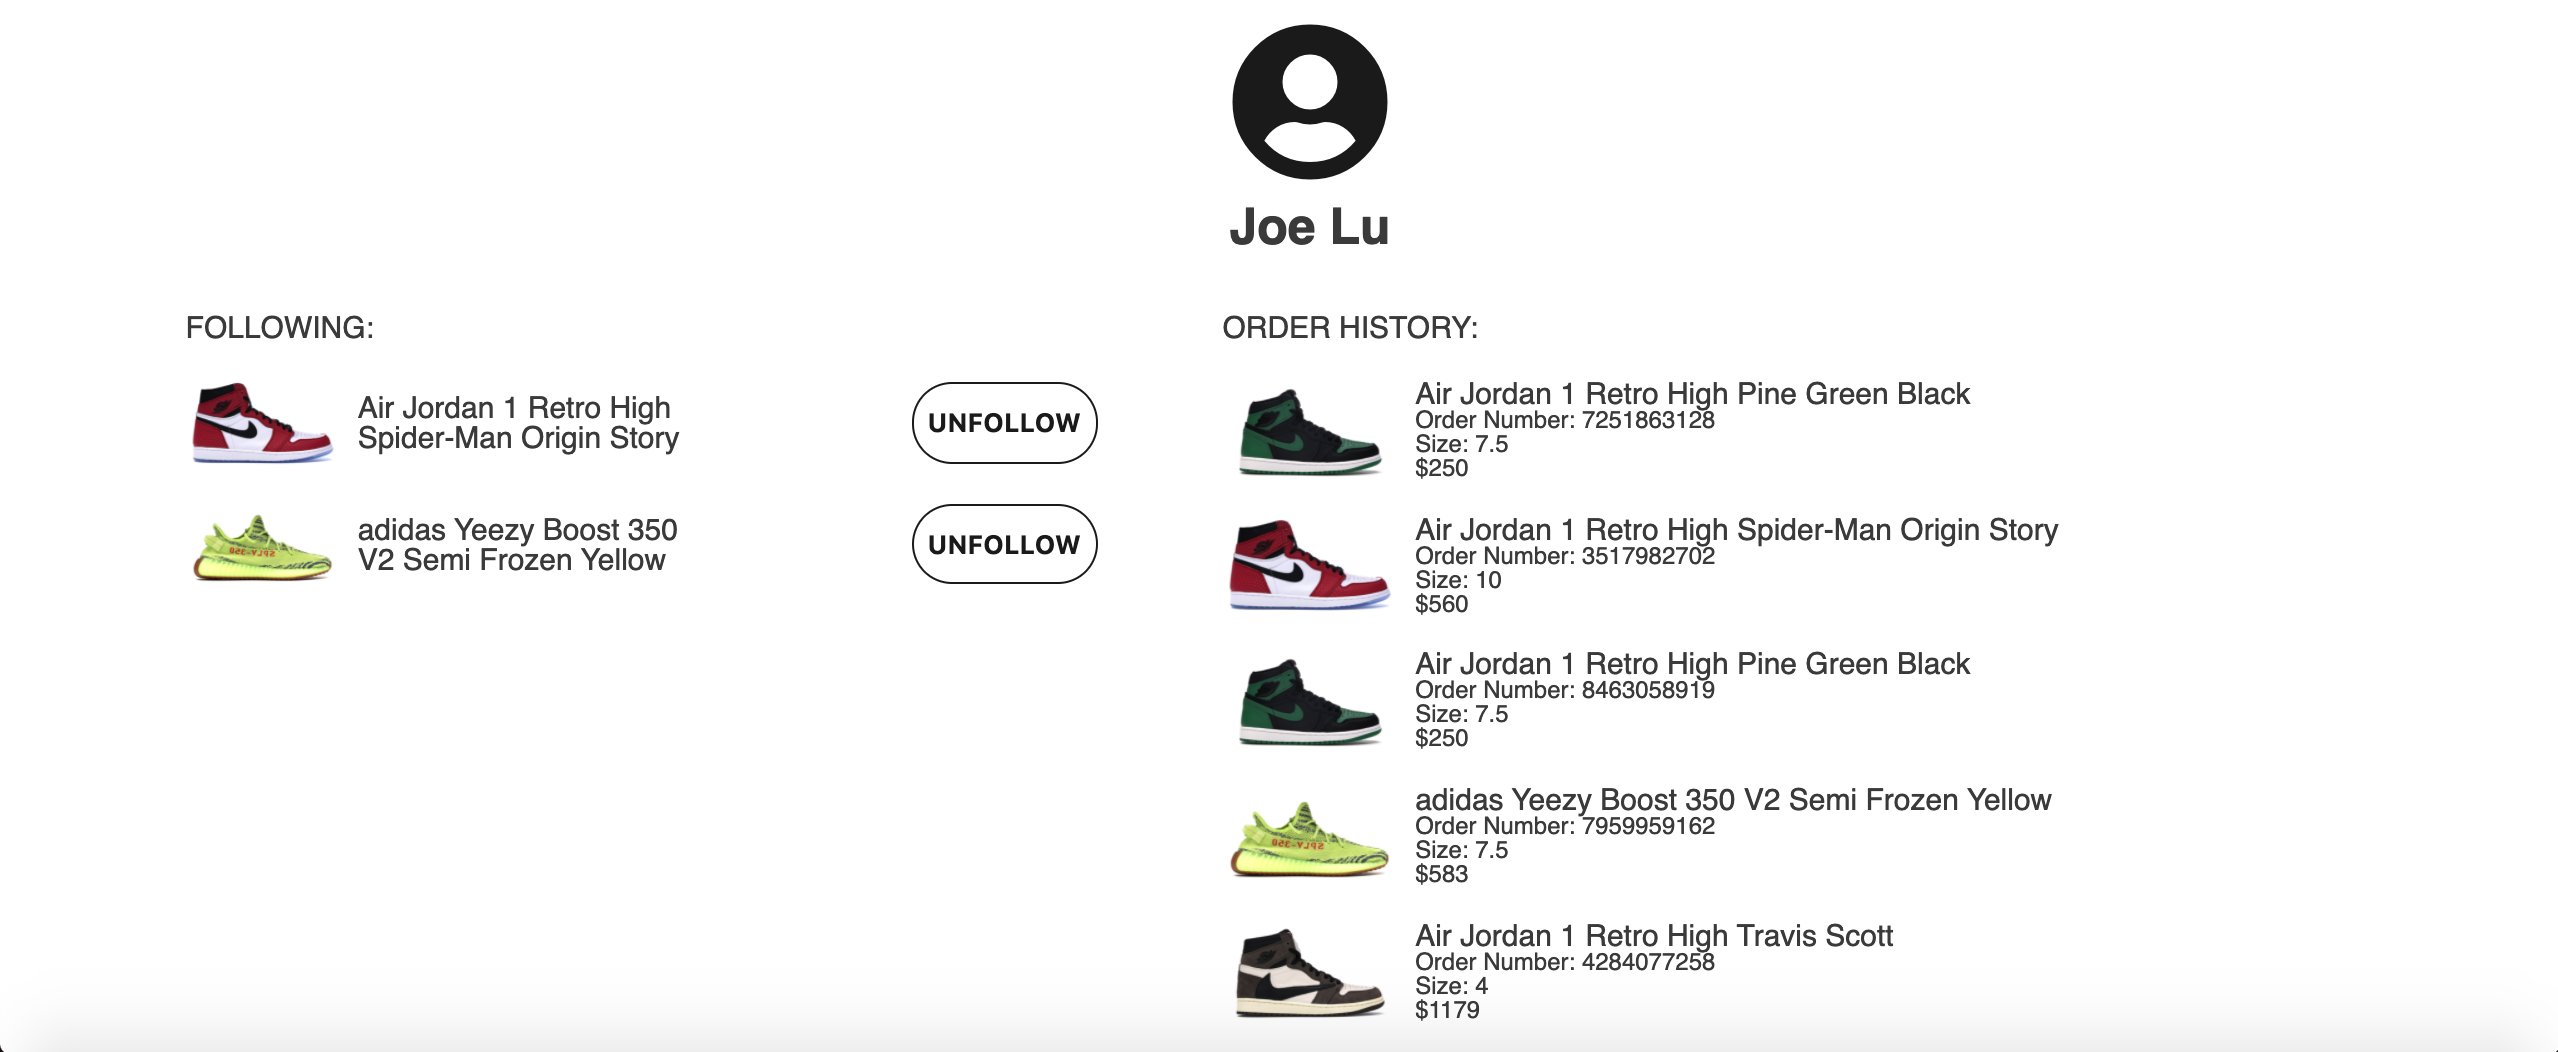 Joe Lu
FOLLOWING:
Air Jordan 1 Retro High
Spider-Man Origin Story
UNFOLLOW
adidas Yeezy Boost 350
V2 Semi Frozen Yellow
UNFOLLOW
ORDER HISTORY:
Air Jordan 1 Retro High Pine Green Black
Order Number: 7251863128
Size: 7.5
$250
Air Jordan 1 Retro High Spider-Man Origin Story
Order Number: 3517982702
Size: 10
$560
Air Jordan 1 Retro High Pine Green Black
Order Number: 8463058919
Size: 7.5
$250
adidas Yeezy Boost 350 V2 Semi Frozen Yellow
Order Number: 7959959162
Size: 7.5
$583
Air Jordan 1 Retro High Travis Scott
Order Number: 4284077258
Size: 4
$1179